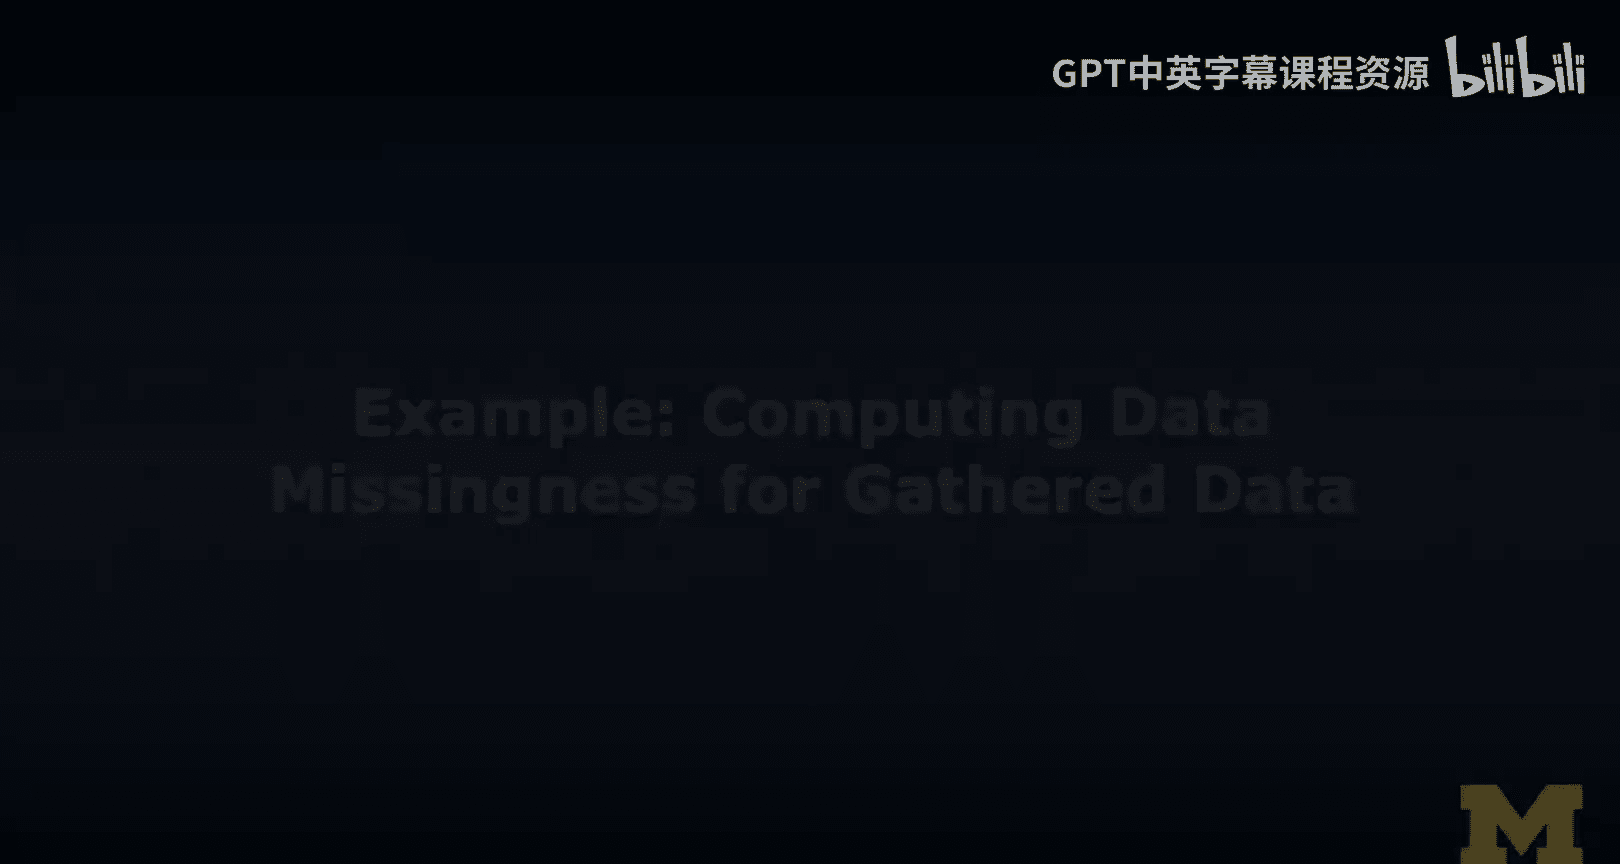 GPT中英字幕课程资源 bilibili
Example: Computing Data
Missingness for Gathered Data
M